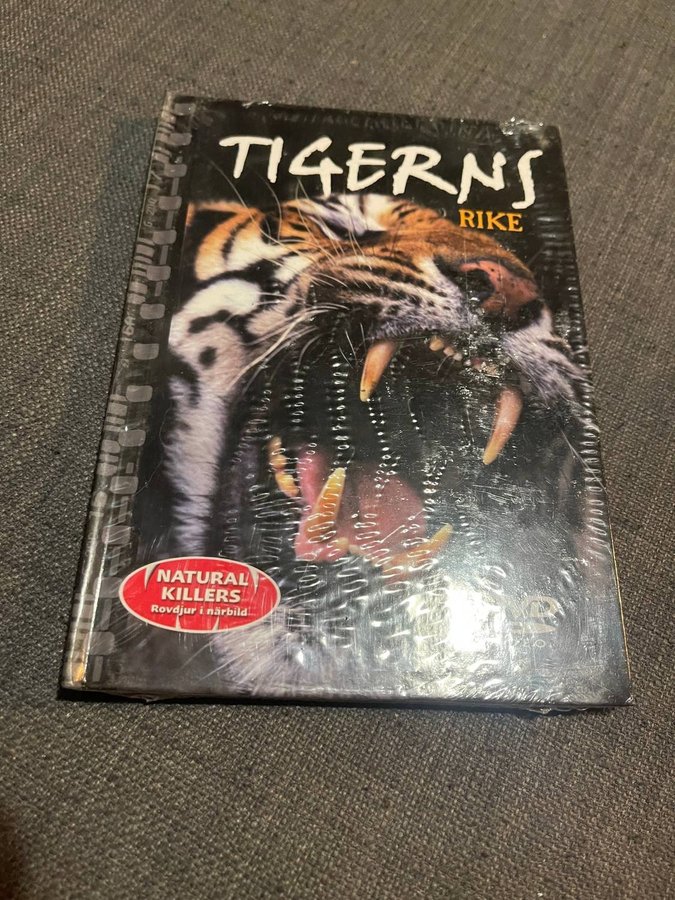 TIGERNS
RIKE
NATURAL
KILLERS
Rovdjur i närbild